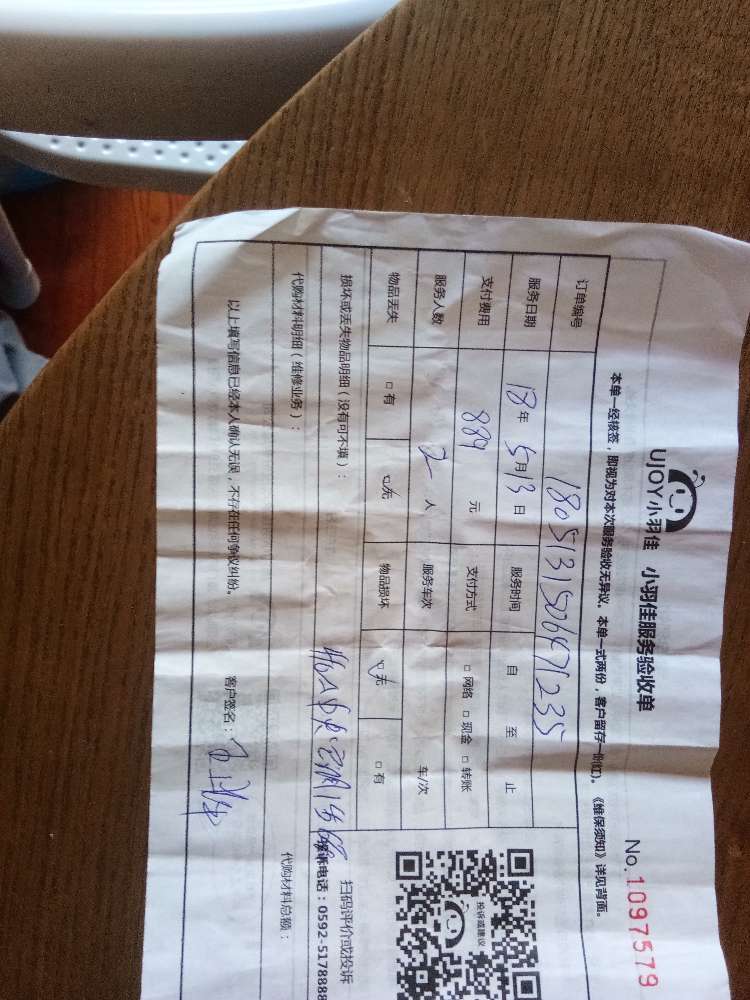 UJOY小羽佳 小羽佳服务验收单
No.1097579
本单一经核签，即视为对本次服务验收无异议。本单一式两份，客户留存一份(红)。《维保须知》详见背面。
订单编号 180513150647 1235
服务日期 18年 5月13日 服务时间 自 至 止
支付费用 889 元 支付方式 □网络 □现金 □转账
服务人数 2 人 服务车次 车/次
物品丢失 □有 □无 物品损坏 □无 □有
损坏或丢失物品明细（没有可不填）：
代购材料明细（维修业务）：
代购材料总额：
以上填写信息已经本人确认无误，不存在任何争议纠纷。 客户签名：
投诉或建议
扫码评价或投诉
投诉电话：0592-5178888